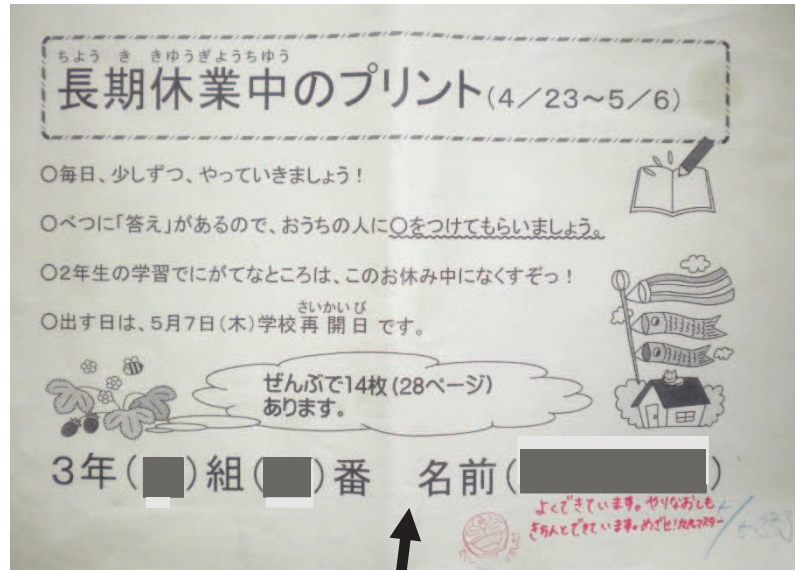 ちよう き きゆうぎようちゆう
長期休業中のプリント(4/23~5/6)
○毎日、少しずつ、やっていきましょう!
○べつに「答え」があるので、おうちの人に○をつけてもらいましょう。
○2年生の学習でにがてなところは、このお休み中になくすぞっ!
さいかい び
○出す日は、5月7日(木)学校再開日です。
ぜんぶで14枚(28ページ)
あります。
3年( )組( )番 名前( )
よくできています。やりなおしも
きちんとできています。めざせ!